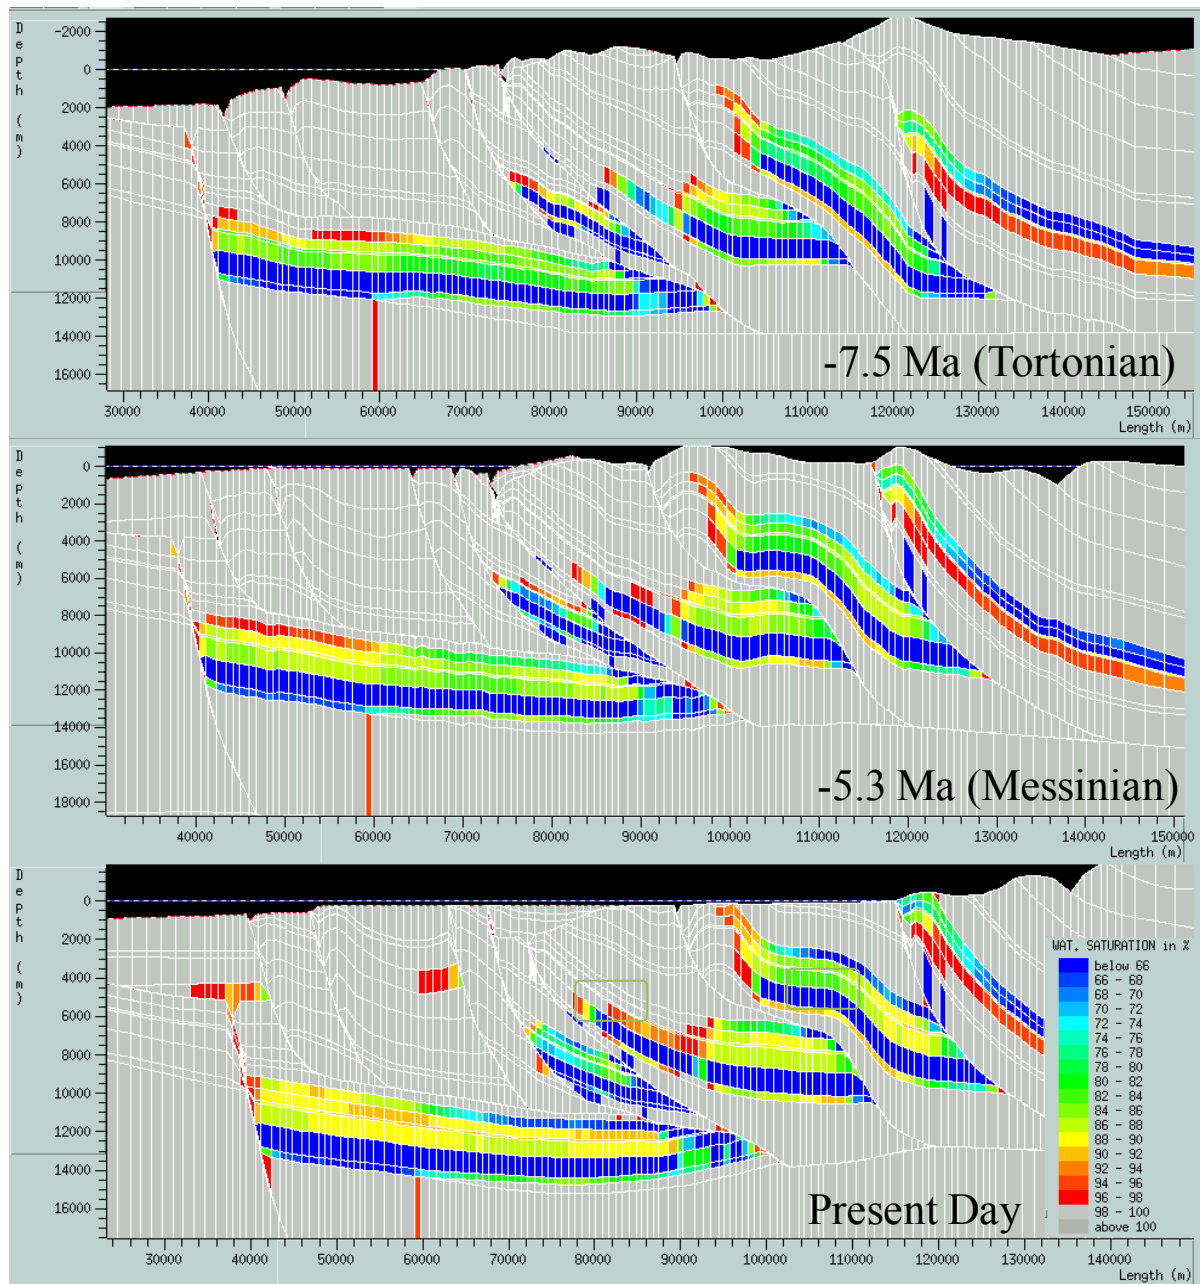 Depth (m)
-2000
0
2000
4000
6000
8000
10000
12000
14000
16000
-7.5 Ma (Tortonian)
30000 40000 50000 60000 70000 80000 90000 100000 110000 120000 130000 140000 150000
Length (m)
Depth (m)
0
2000
4000
6000
8000
10000
12000
14000
16000
18000
-5.3 Ma (Messinian)
40000 50000 60000 70000 80000 90000 100000 110000 120000 130000 140000 150000
Length (m)
Depth (m)
0
2000
4000
6000
8000
10000
12000
14000
16000
WAT. SATURATION in %
below 66
66 - 68
68 - 70
70 - 72
72 - 74
74 - 76
76 - 78
78 - 80
80 - 82
82 - 84
84 - 86
86 - 88
88 - 90
90 - 92
92 - 94
94 - 96
96 - 98
98 - 100
above 100
Present Day
30000 40000 50000 60000 70000 80000 90000 100000 110000 120000 130000 140000
Length (m)